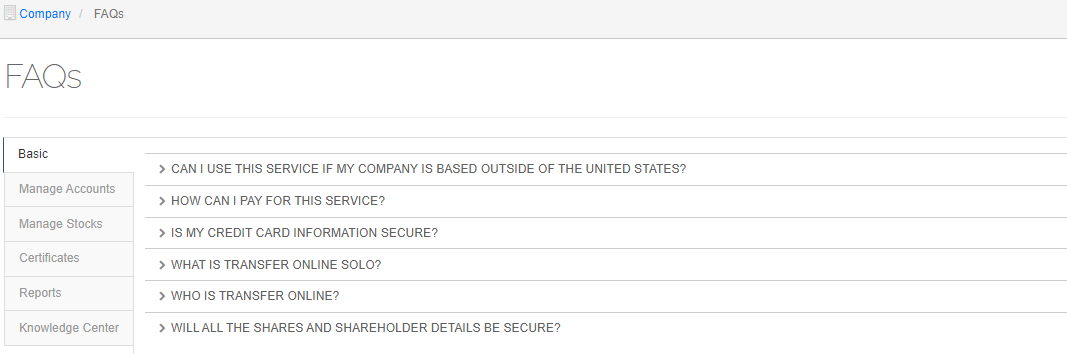 Company / FAQs
FAQs
Basic
Manage Accounts
Manage Stocks
Certificates
Reports
Knowledge Center
CAN I USE THIS SERVICE IF MY COMPANY IS BASED OUTSIDE OF THE UNITED STATES?
HOW CAN I PAY FOR THIS SERVICE?
IS MY CREDIT CARD INFORMATION SECURE?
WHAT IS TRANSFER ONLINE SOLO?
WHO IS TRANSFER ONLINE?
WILL ALL THE SHARES AND SHAREHOLDER DETAILS BE SECURE?